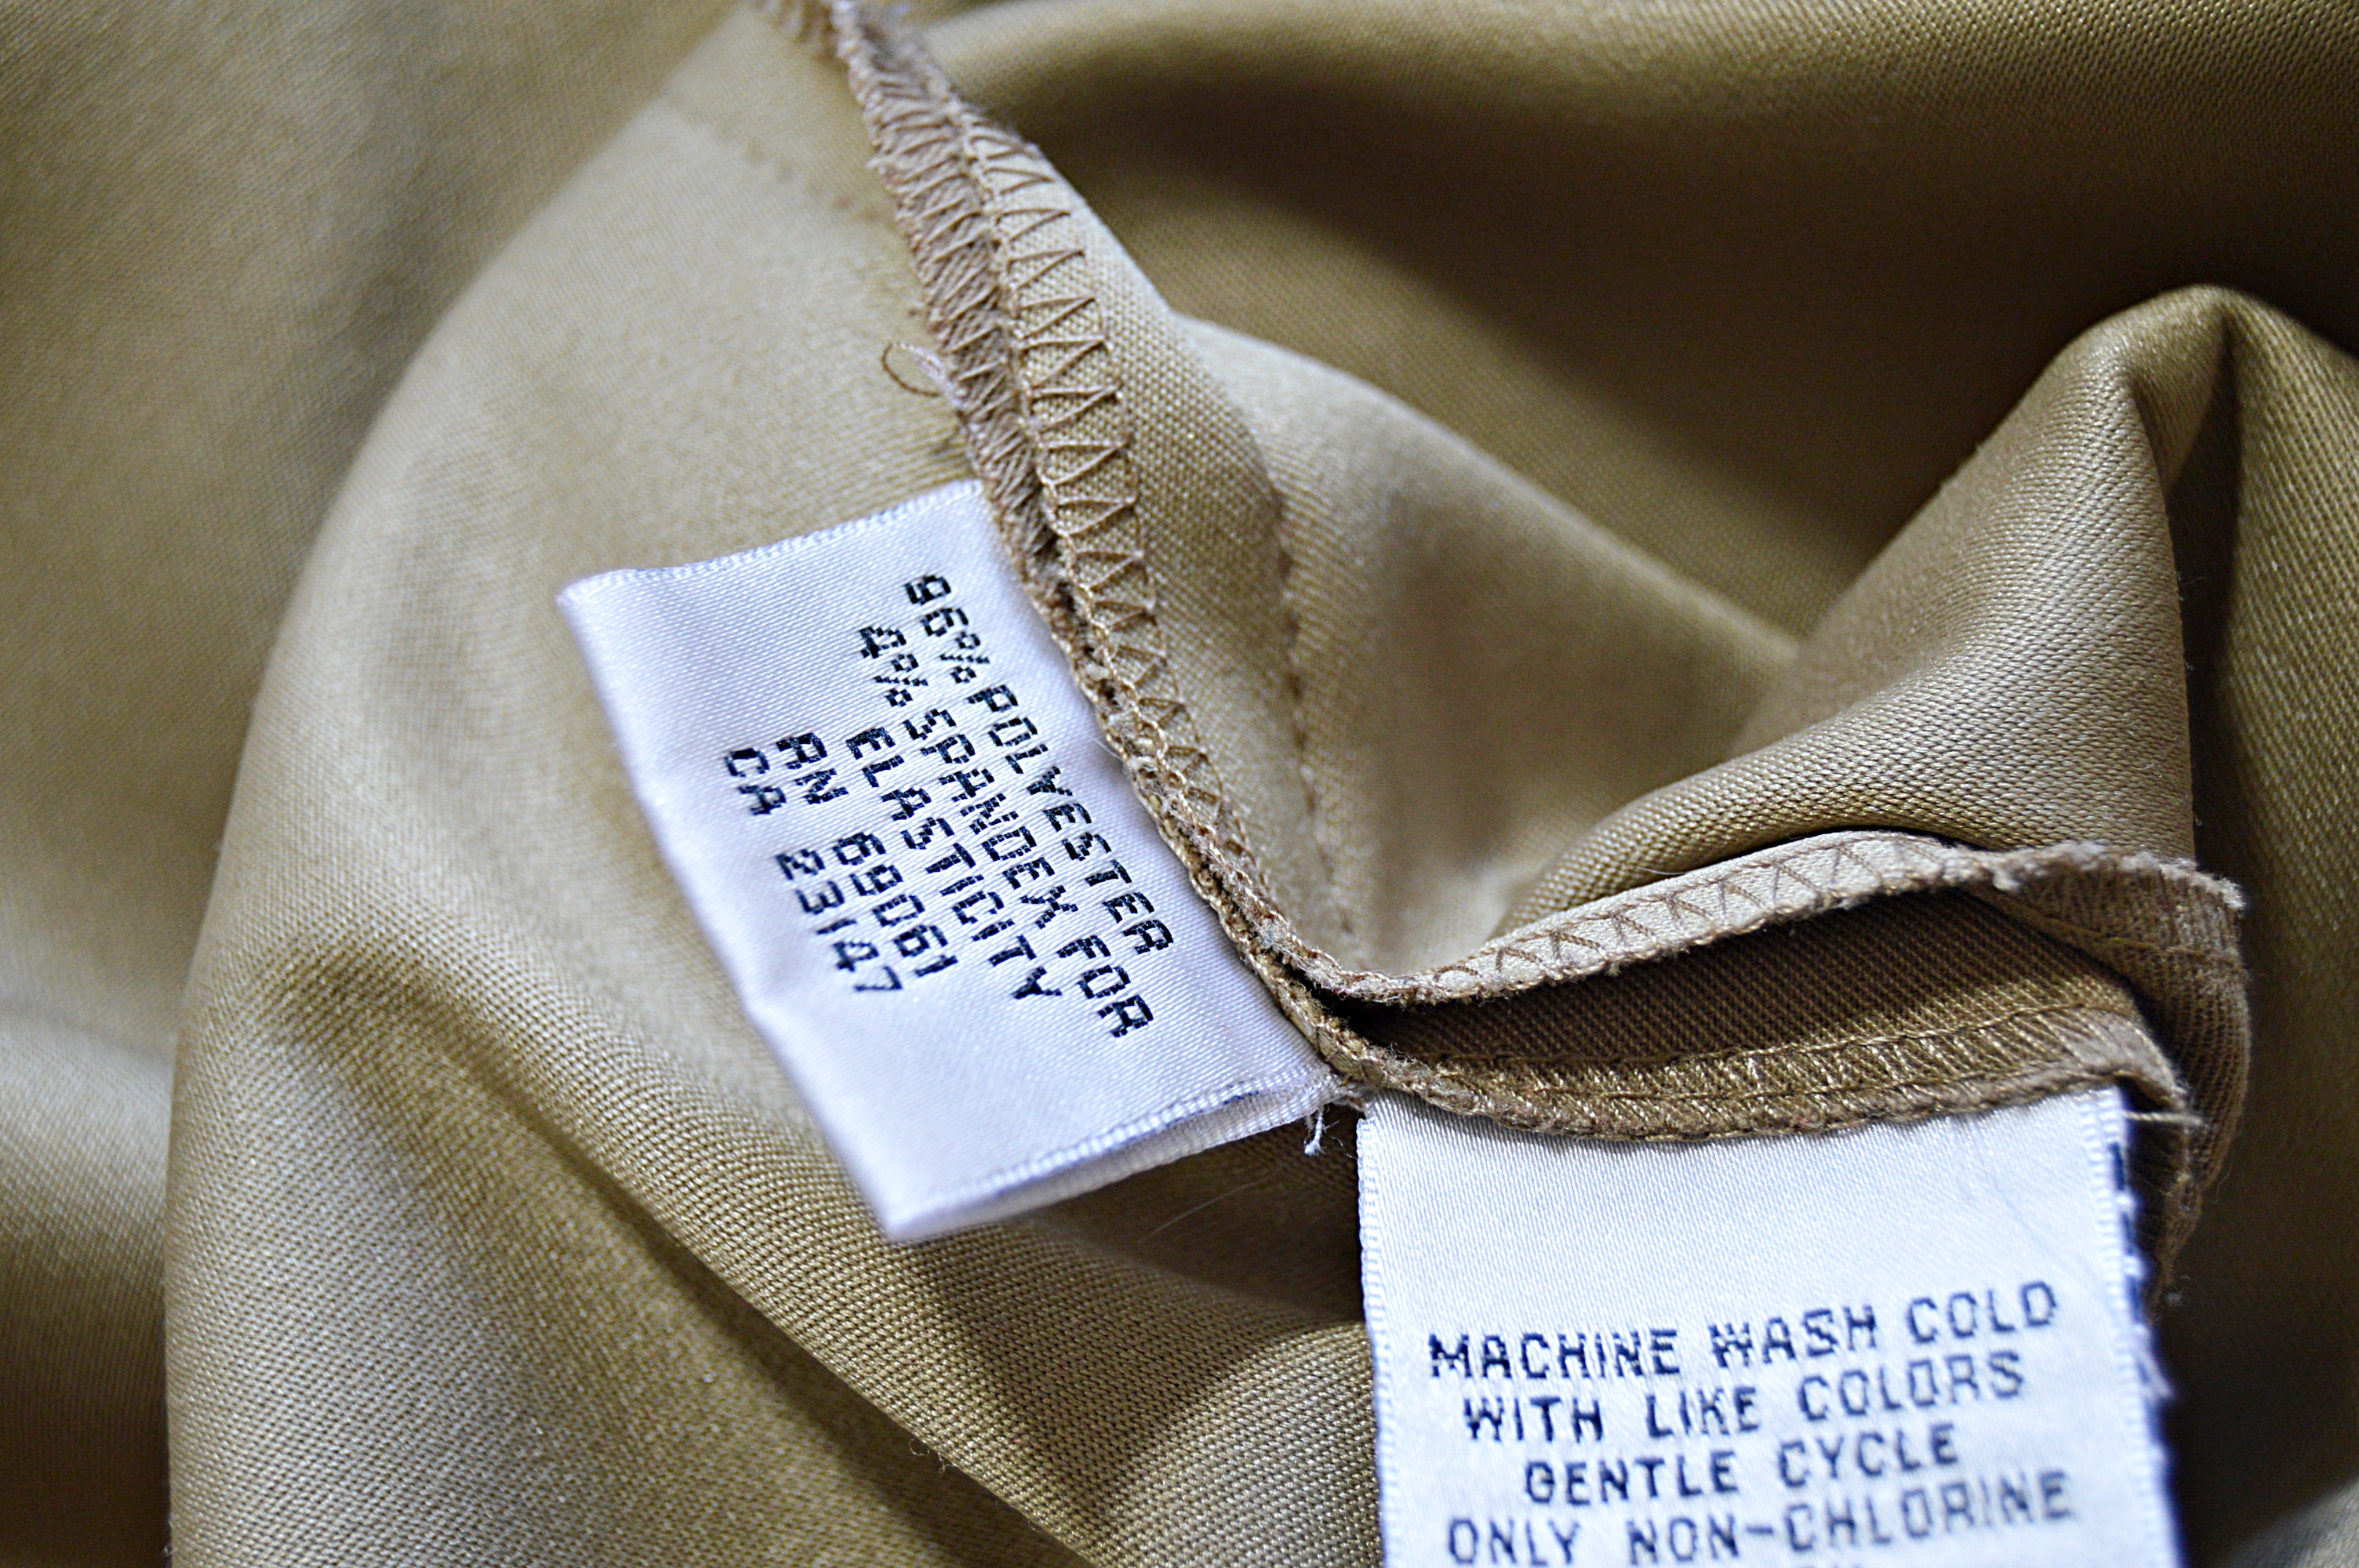 96% POLYESTER
4% SPANDEX FOR
ELASTICITY
RN 69061
CA 23147
MACHINE WASH COLD
WITH LIKE COLORS
GENTLE CYCLE
ONLY NON-CHLORINE